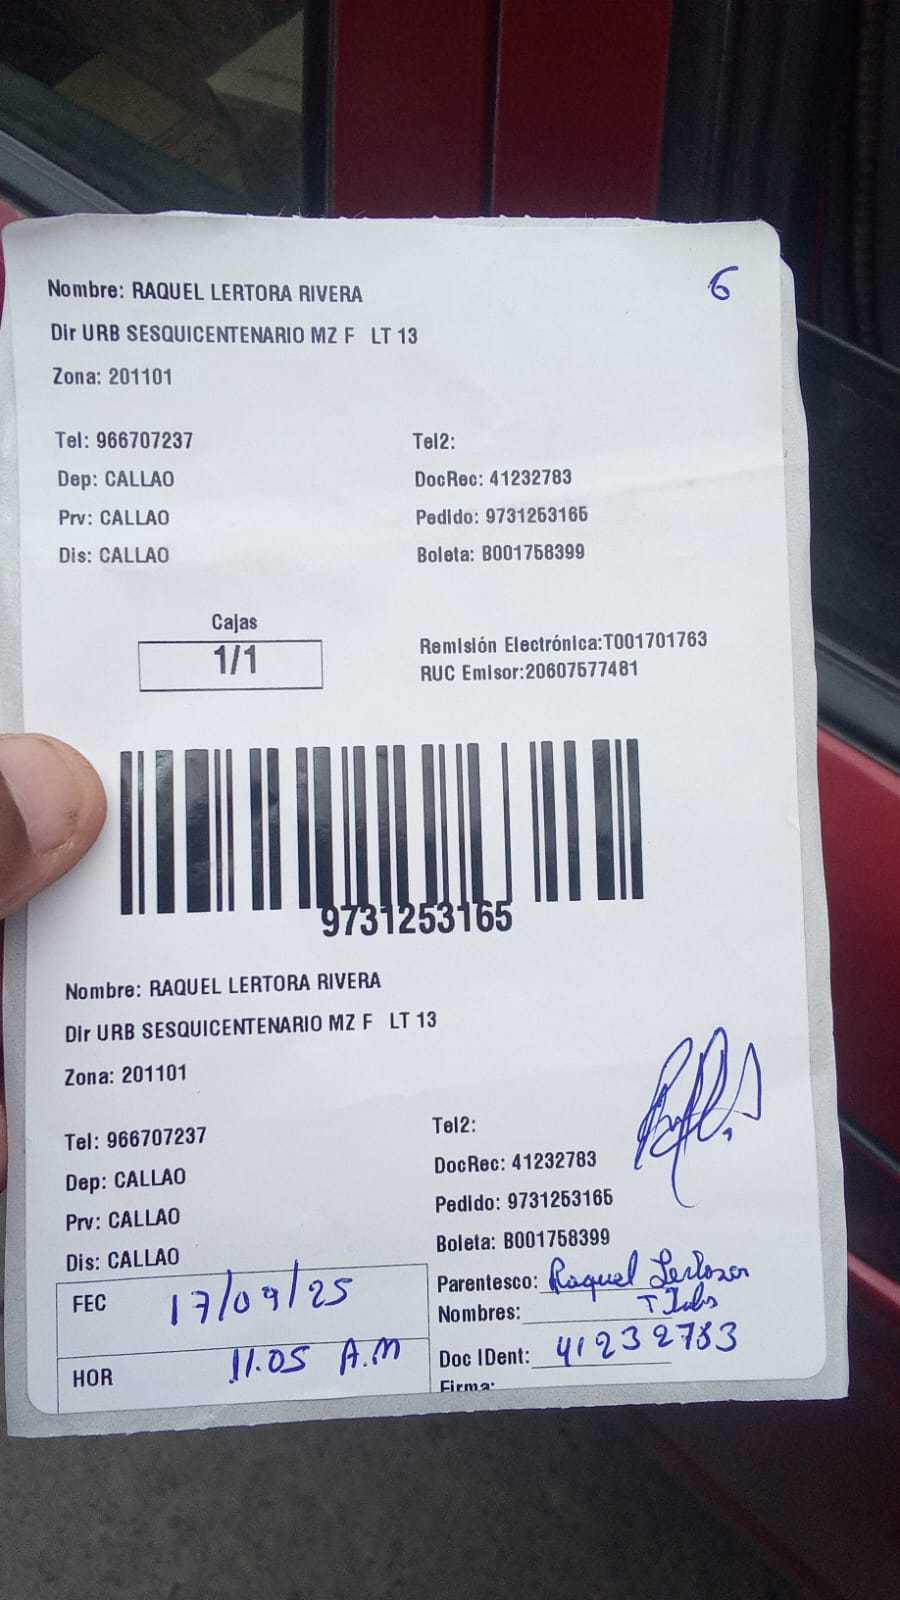 6
Nombre: RAQUEL LERTORA RIVERA
Dir URB SESQUICENTENARIO MZ F LT 13
Zona: 201101
Tel: 966707237 Tel2:
Dep: CALLAO DocRec: 41232783
Prv: CALLAO Pedido: 9731253165
Dis: CALLAO Boleta: B001758399
Cajas
1/1
Remisión Electrónica:T001701763
RUC Emisor:20607577481
9731253165
Nombre: RAQUEL LERTORA RIVERA
Dir URB SESQUICENTENARIO MZ F LT 13
Zona: 201101
Tel: 966707237 Tel2:
Dep: CALLAO DocRec: 41232783
Prv: CALLAO Pedido: 9731253165
Dis: CALLAO Boleta: B001758399
FEC 17/09/25
HOR 11.05 A.M
Parentesco: Raquel
Nombres:
Doc IDent: 41232783
Firma: